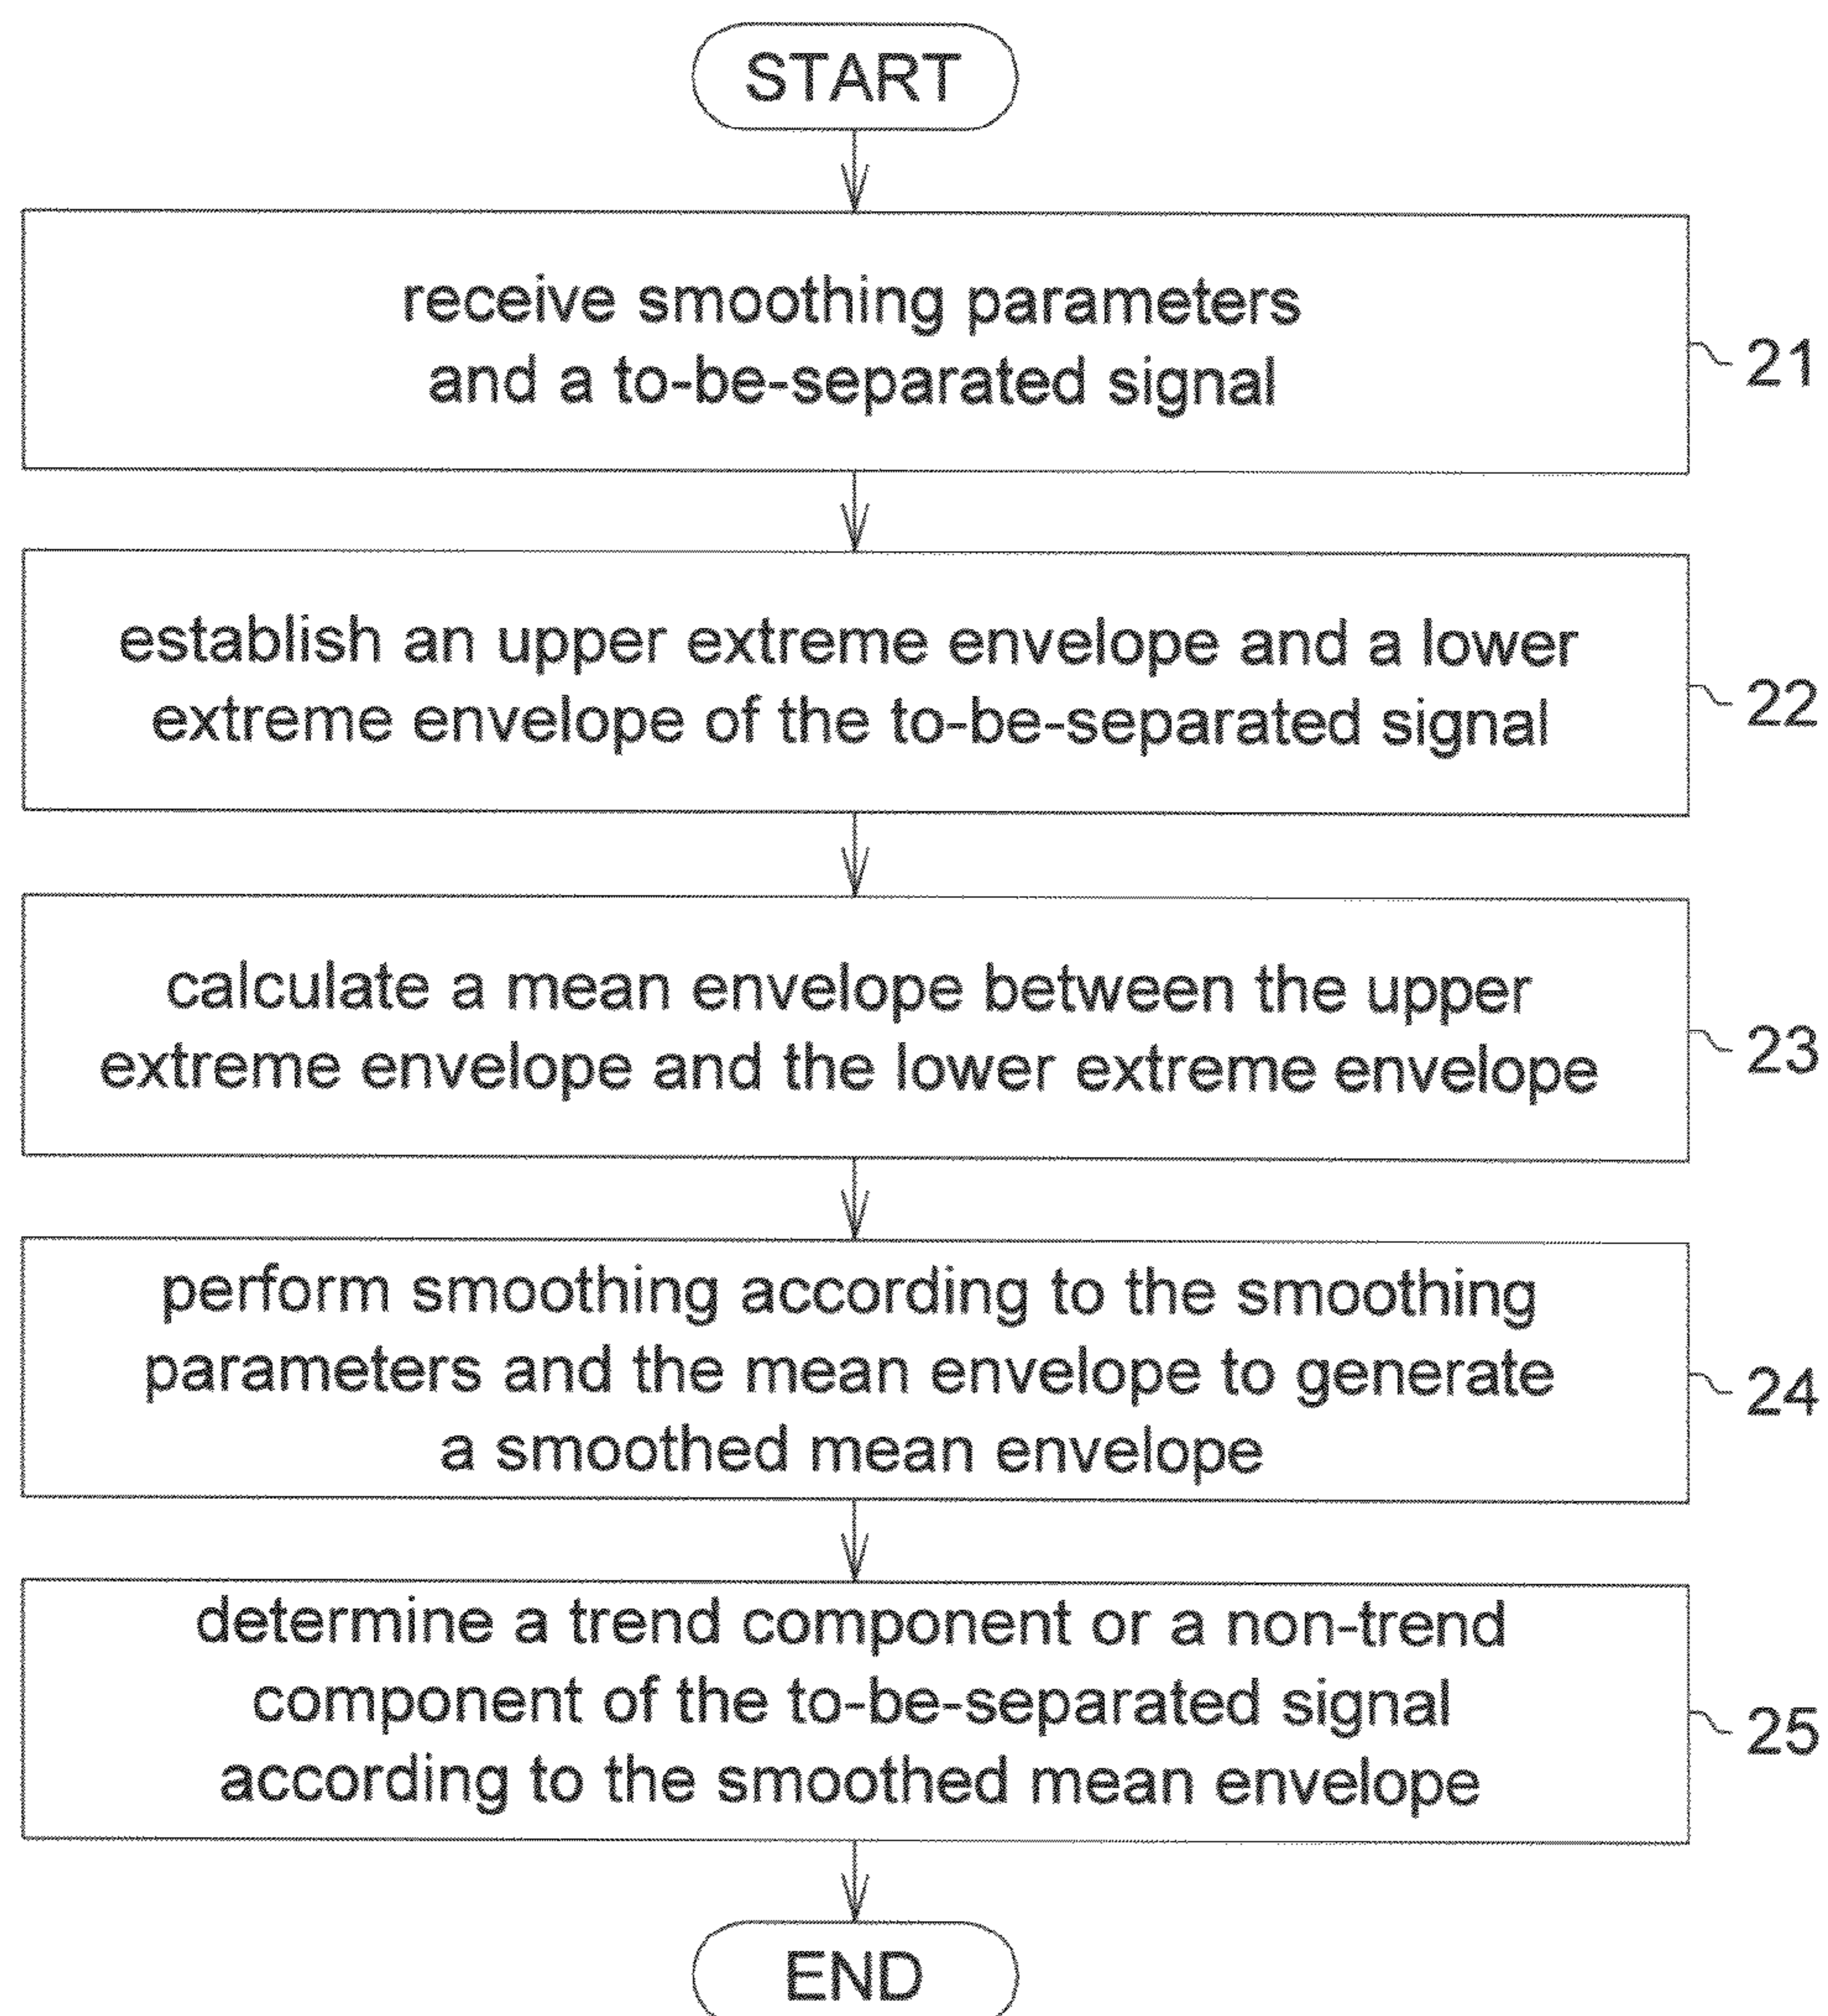 START
receive smoothing parameters
and a to-be-separated signal
21
establish an upper extreme envelope and a lower
extreme envelope of the to-be-separated signal
22
calculate a mean envelope between the upper
extreme envelope and the lower extreme envelope
23
perform smoothing according to the smoothing
parameters and the mean envelope to generate
a smoothed mean envelope
24
determine a trend component or a non-trend
component of the to-be-separated signal
according to the smoothed mean envelope
25
END